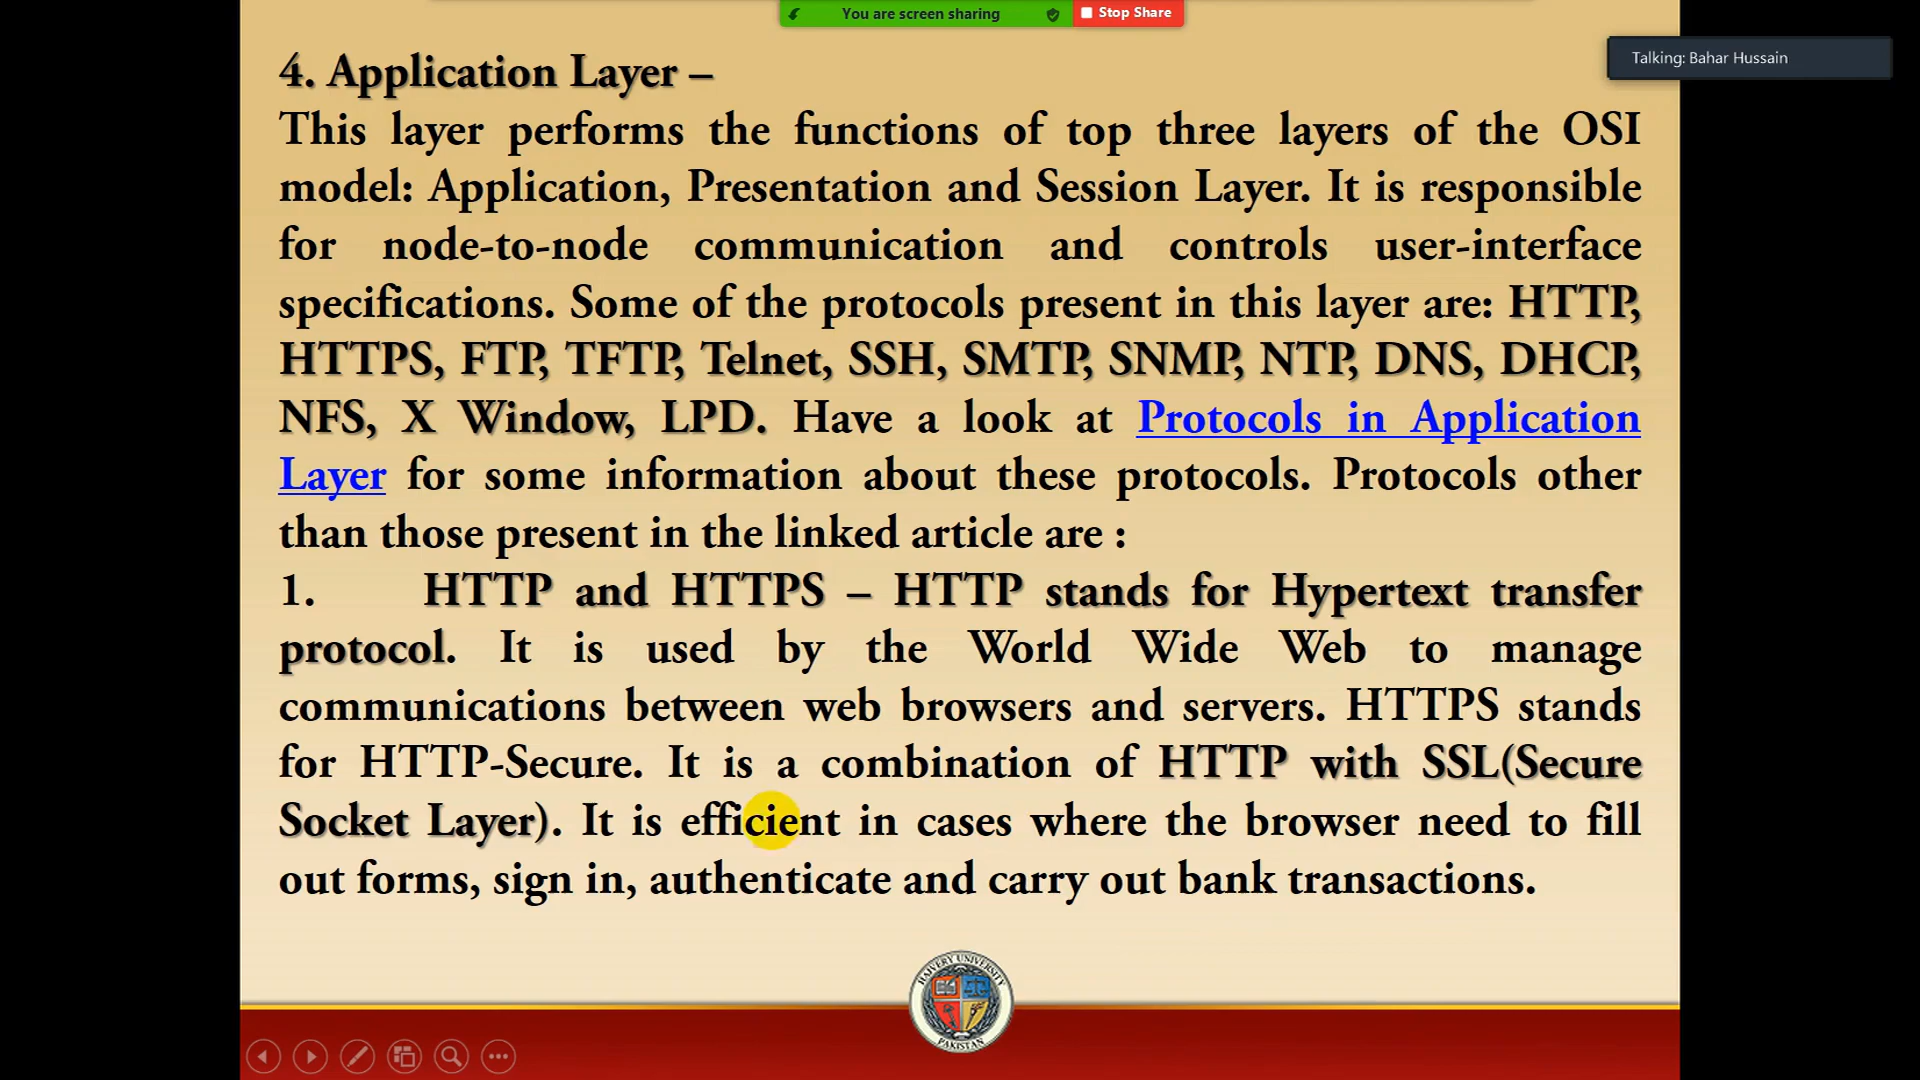 You are screen sharing
Stop Share
Talking: Bahar Hussain
4. Application Layer –
This layer performs the functions of top three layers of the OSI
model: Application, Presentation and Session Layer. It is responsible
for node-to-node communication and controls user-interface
specifications. Some of the protocols present in this layer are: HTTP,
HTTPS, FTP, TFTP, Telnet, SSH, SMTP, SNMP, NTP, DNS, DHCP,
NFS, X Window, LPD. Have a look at Protocols in Application
Layer for some information about these protocols. Protocols other
than those present in the linked article are :
1. HTTP and HTTPS – HTTP stands for Hypertext transfer
protocol. It is used by the World Wide Web to manage
communications between web browsers and servers. HTTPS stands
for HTTP-Secure. It is a combination of HTTP with SSL(Secure
Socket Layer). It is efficient in cases where the browser need to fill
out forms, sign in, authenticate and carry out bank transactions.
UNIVERSITY
PAKISTAN